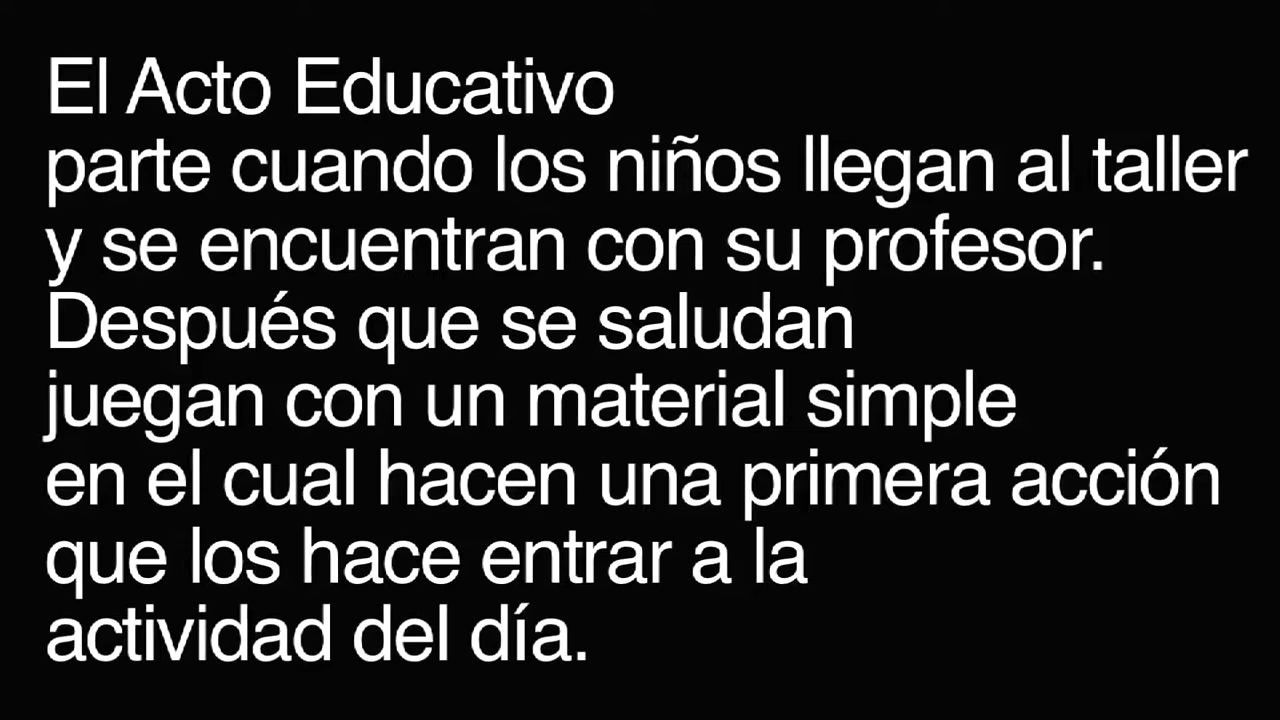 El Acto Educativo
parte cuando los niños llegan al taller
y se encuentran con su profesor.
Después que se saludan
juegan con un material simple
en el cual hacen una primera acción
que los hace entrar a la
actividad del día.